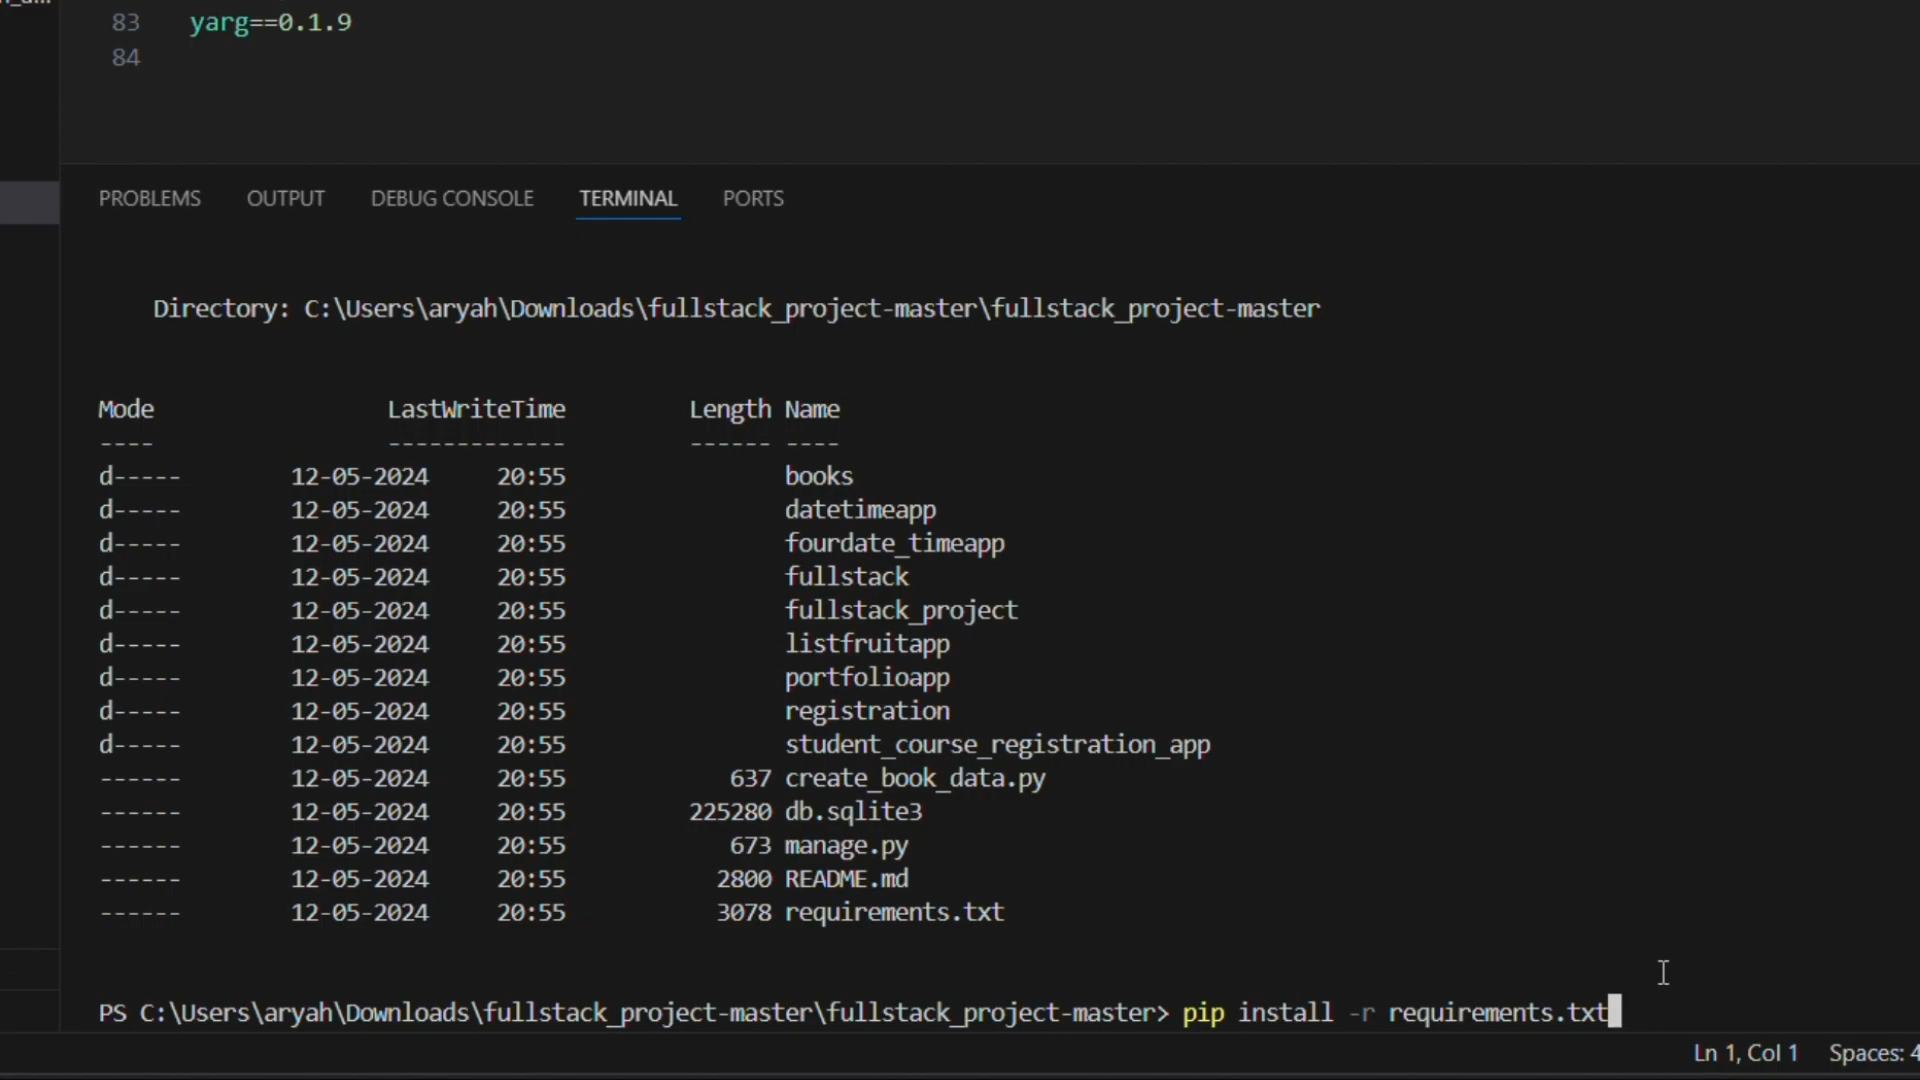 83 yarg==0.1.9
84
PROBLEMS OUTPUT DEBUG CONSOLE TERMINAL PORTS
Directory: C:\Users\aryah\Downloads\fullstack_project-master\fullstack_project-master
Mode LastWriteTime Length Name
---- ------------- ------ ----
d----- 12-05-2024 20:55 books
d----- 12-05-2024 20:55 datetimeapp
d----- 12-05-2024 20:55 fourdate_timeapp
d----- 12-05-2024 20:55 fullstack
d----- 12-05-2024 20:55 fullstack_project
d----- 12-05-2024 20:55 listfruitapp
d----- 12-05-2024 20:55 portfolioapp
d----- 12-05-2024 20:55 registration
d----- 12-05-2024 20:55 student_course_registration_app
------ 12-05-2024 20:55 637 create_book_data.py
------ 12-05-2024 20:55 225280 db.sqlite3
------ 12-05-2024 20:55 673 manage.py
------ 12-05-2024 20:55 2800 README.md
------ 12-05-2024 20:55 3078 requirements.txt
PS C:\Users\aryah\Downloads\fullstack_project-master\fullstack_project-master> pip install -r requirements.txt
Ln 1, Col 1 Spaces: 4